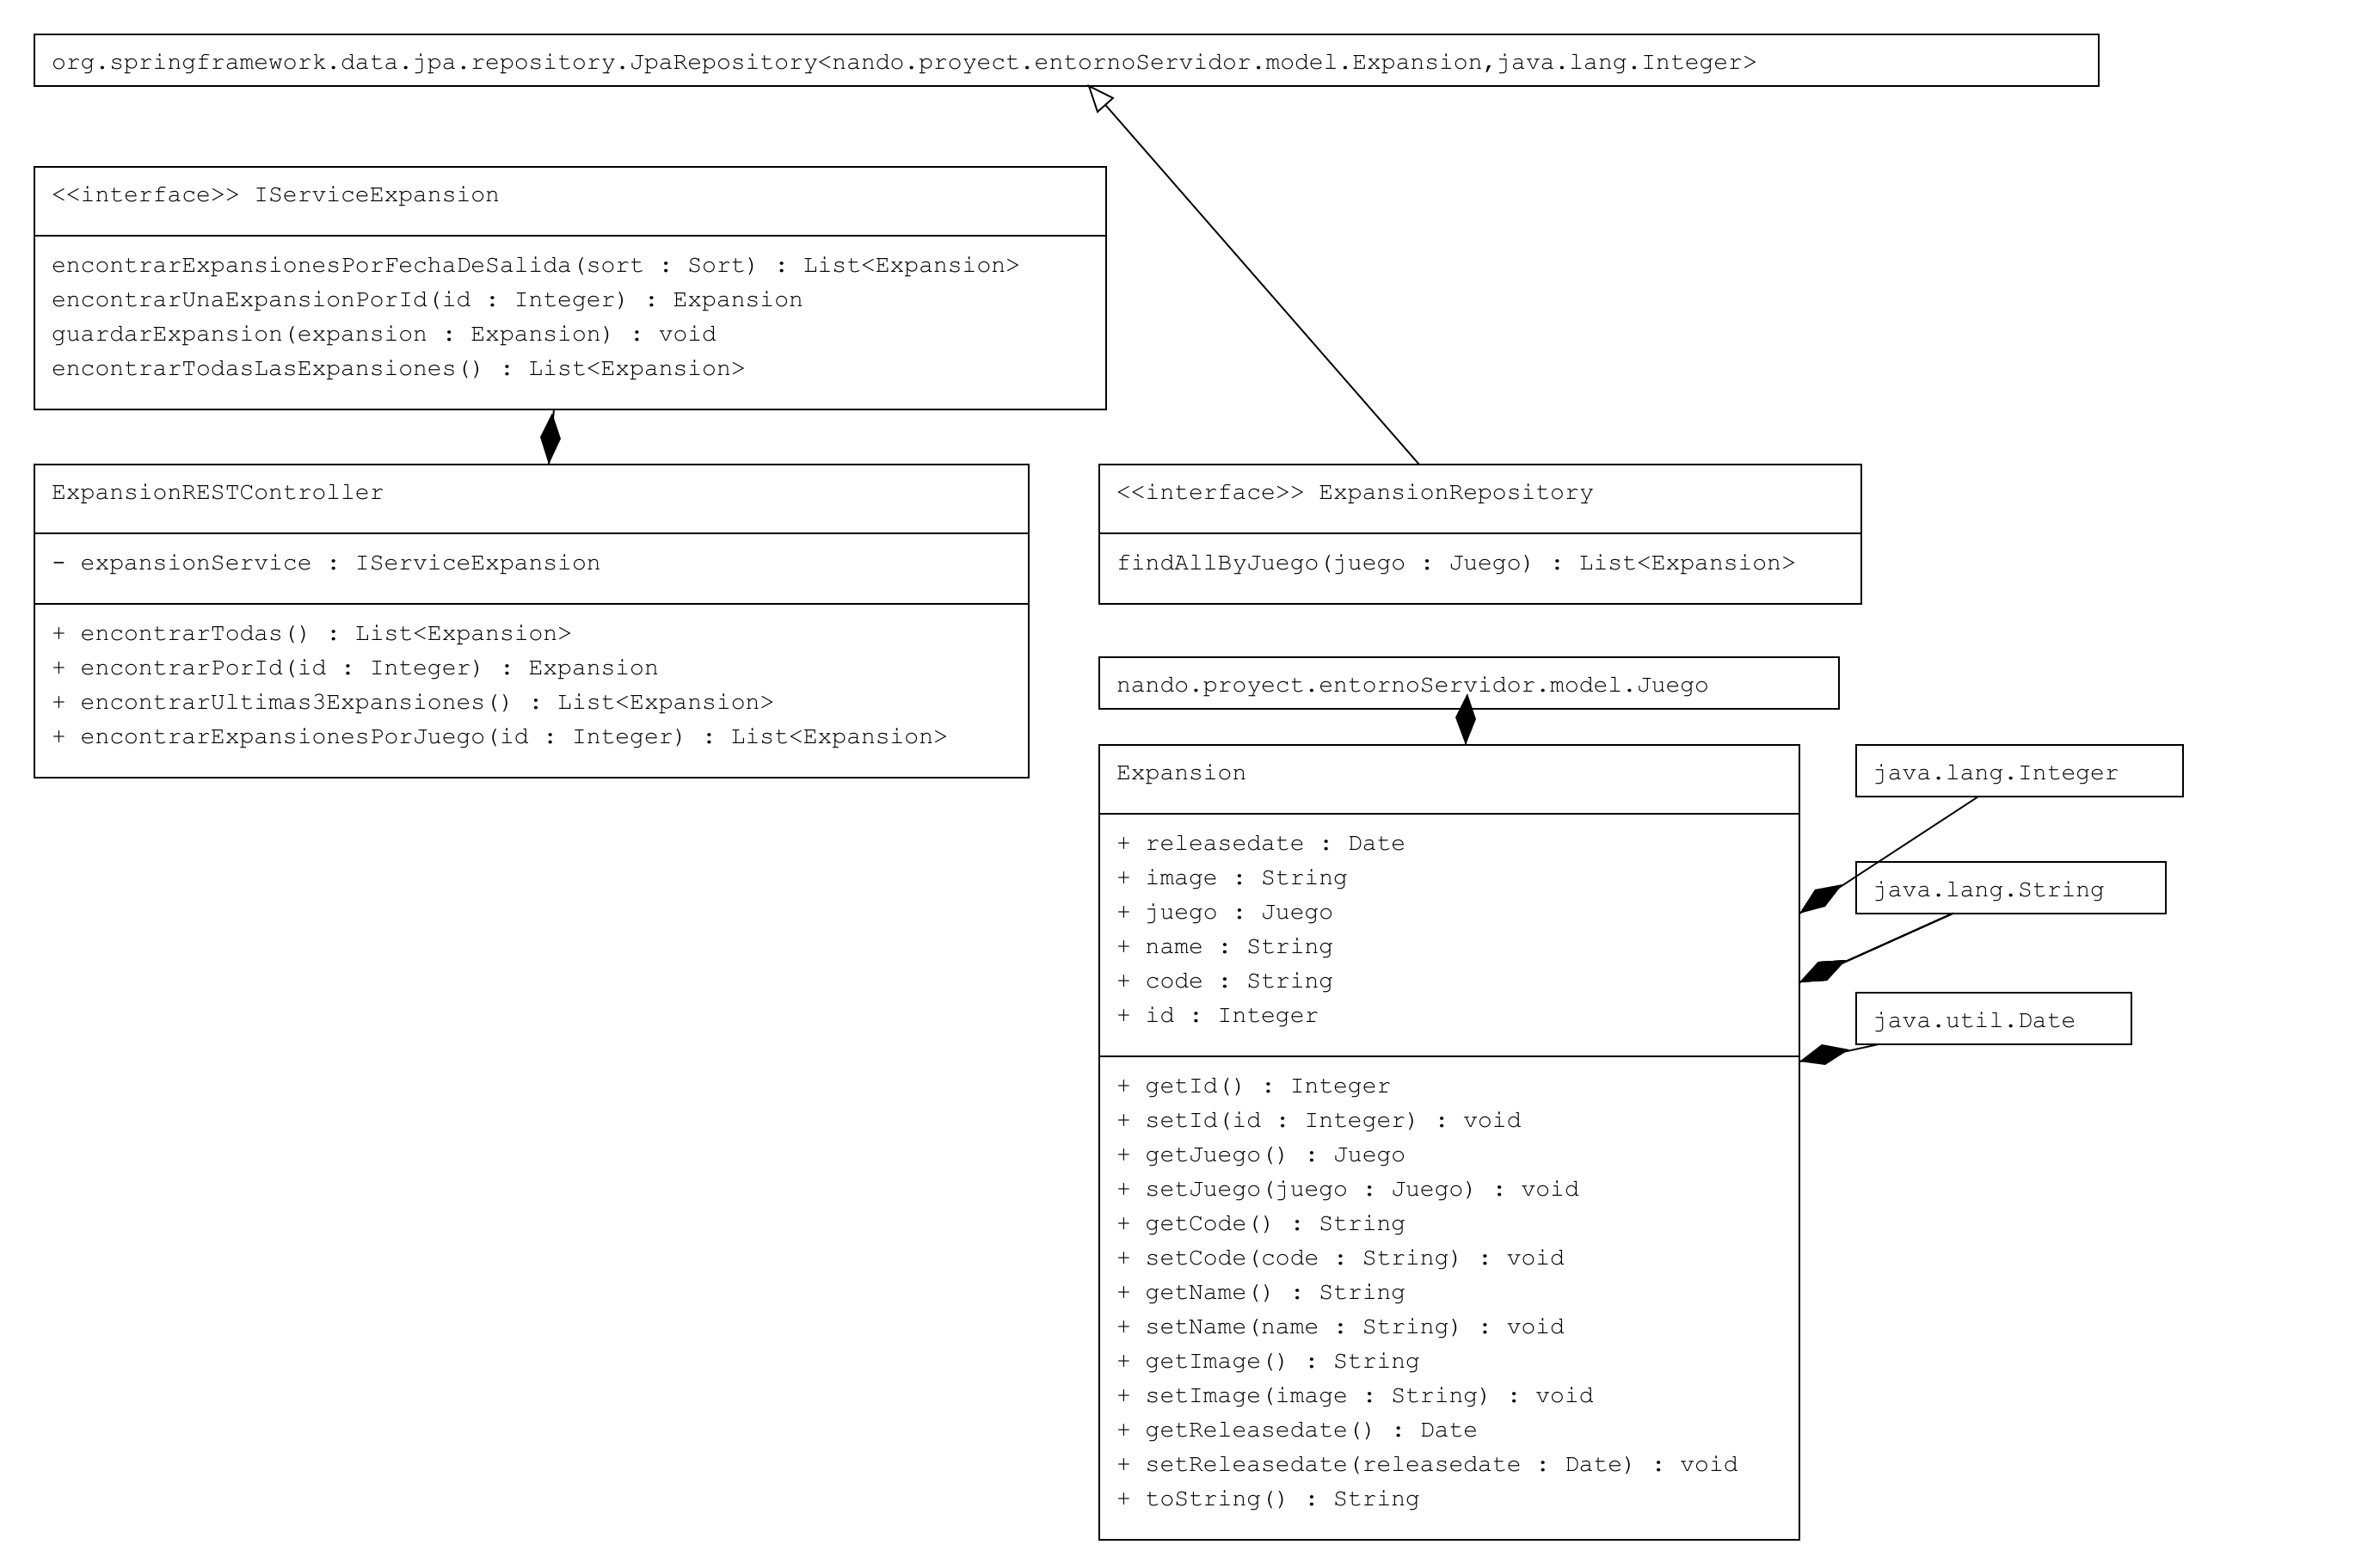 org.springframework.data.jpa.repository.JpaRepository<nando.proyect.entornoServidor.model.Expansion,java.lang.Integer>
<<interface>> IServiceExpansion
encontrarExpansionesPorFechaDeSalida(sort : Sort) : List<Expansion>
encontrarUnaExpansionPorId(id : Integer) : Expansion
guardarExpansion(expansion : Expansion) : void
encontrarTodasLasExpansiones() : List<Expansion>
ExpansionRESTController
- expansionService : IServiceExpansion
+ encontrarTodas() : List<Expansion>
+ encontrarPorId(id : Integer) : Expansion
+ encontrarUltimas3Expansiones() : List<Expansion>
+ encontrarExpansionesPorJuego(id : Integer) : List<Expansion>
<<interface>> ExpansionRepository
findAllByJuego(juego : Juego) : List<Expansion>
nando.proyect.entornoServidor.model.Juego
Expansion
+ releasedate : Date
+ image : String
+ juego : Juego
+ name : String
+ code : String
+ id : Integer
+ getId() : Integer
+ setId(id : Integer) : void
+ getJuego() : Juego
+ setJuego(juego : Juego) : void
+ getCode() : String
+ setCode(code : String) : void
+ getName() : String
+ setName(name : String) : void
+ getImage() : String
+ setImage(image : String) : void
+ getReleasedate() : Date
+ setReleasedate(releasedate : Date) : void
+ toString() : String
java.lang.Integer
java.lang.String
java.util.Date